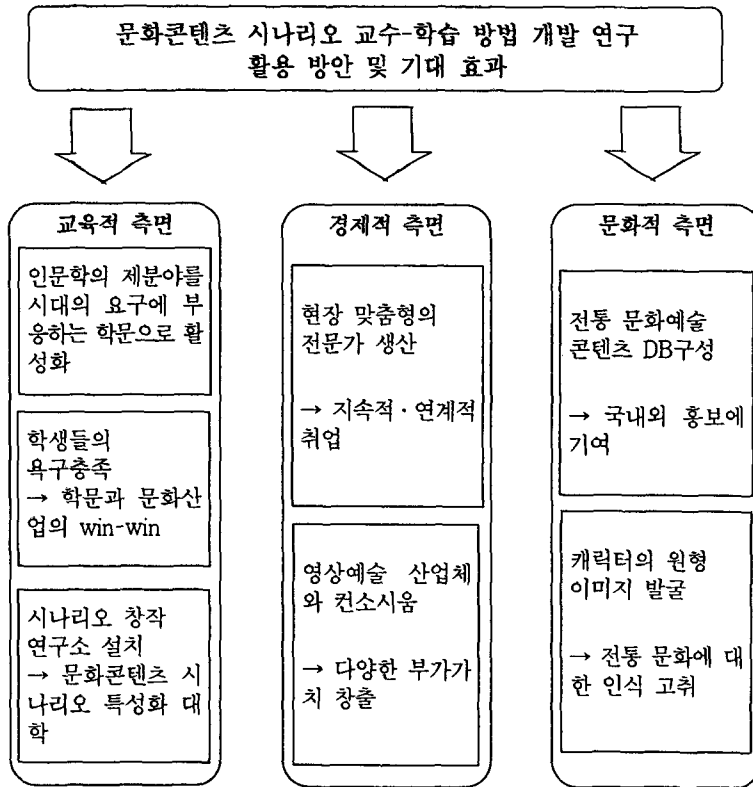 문화콘텐츠 시나리오 교수-학습 방법 개발 연구
활용 방안 및 기대 효과
교육적 측면
인문학의 제분야를
시대의 요구에 부
응하는 학문으로 활
성화
학생들의
욕구충족
→ 학문과 문화산
업의 win-win
시나리오 창작
연구소 설치
→ 문화콘텐츠 시
나리오 특성화 대
학
경제적 측면
현장 맞춤형의
전문가 생산
→ 지속적·연계적
취업
영상예술 산업체
와 컨소시움
→ 다양한 부가가
치 창출
문화적 측면
전통 문화예술
콘텐츠 DB구성
→ 국내외 홍보에
기여
캐릭터의 원형
이미지 발굴
→ 전통 문화에 대
한 인식 고취